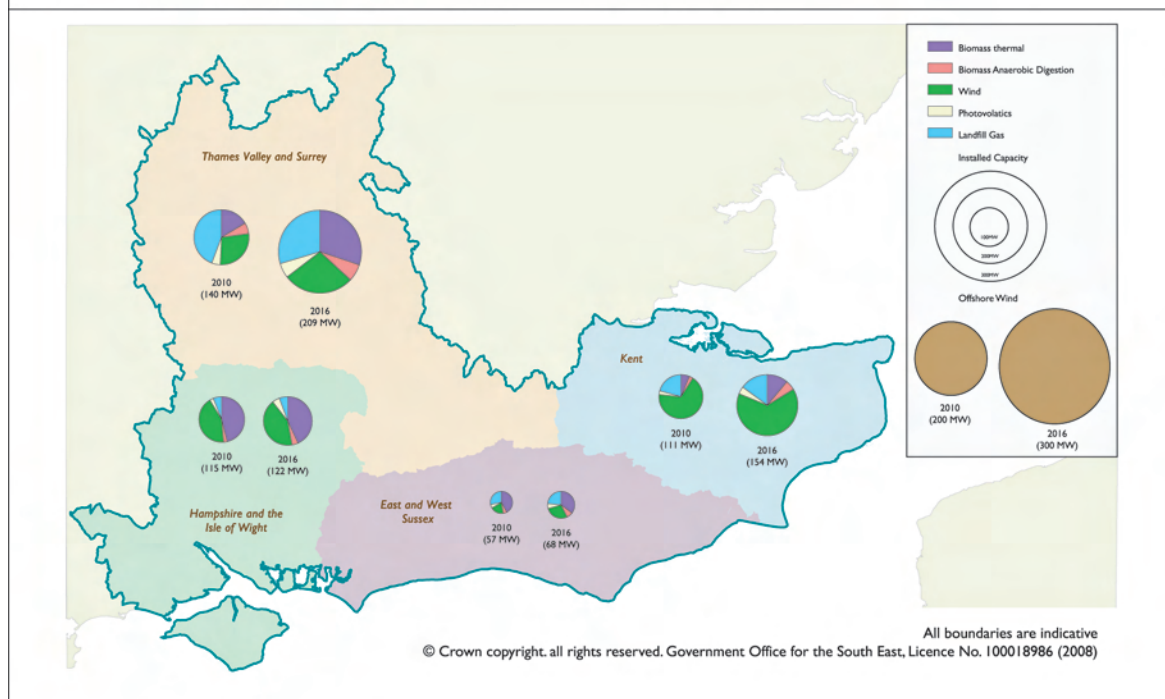 Thames Valley and Surrey
2010
(140 MW)
2016
(209 MW)
Kent
2010
(111 MW)
2016
(154 MW)
2010
(115 MW)
2016
(122 MW)
Hampshire and the
Isle of Wight
East and West
Sussex
2010
(57 MW)
2016
(68 MW)
Biomass thermal
Biomass Anaerobic Digestion
Wind
Photovolatics
Landfill Gas
Installed Capacity
100MW
200MW
300MW
Offshore Wind
2010
(200 MW)
2016
(300 MW)
All boundaries are indicative
© Crown copyright. all rights reserved. Government Office for the South East, Licence No. 100018986 (2008)